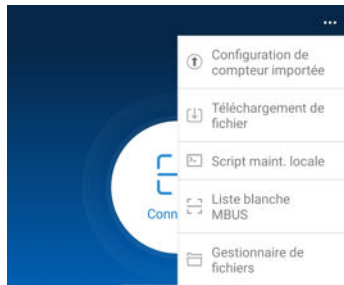 Configuration de
compteur importée
Téléchargement de
fichier
Script maint. locale
Liste blanche
MBUS
Conn
Gestionnaire de
fichiers